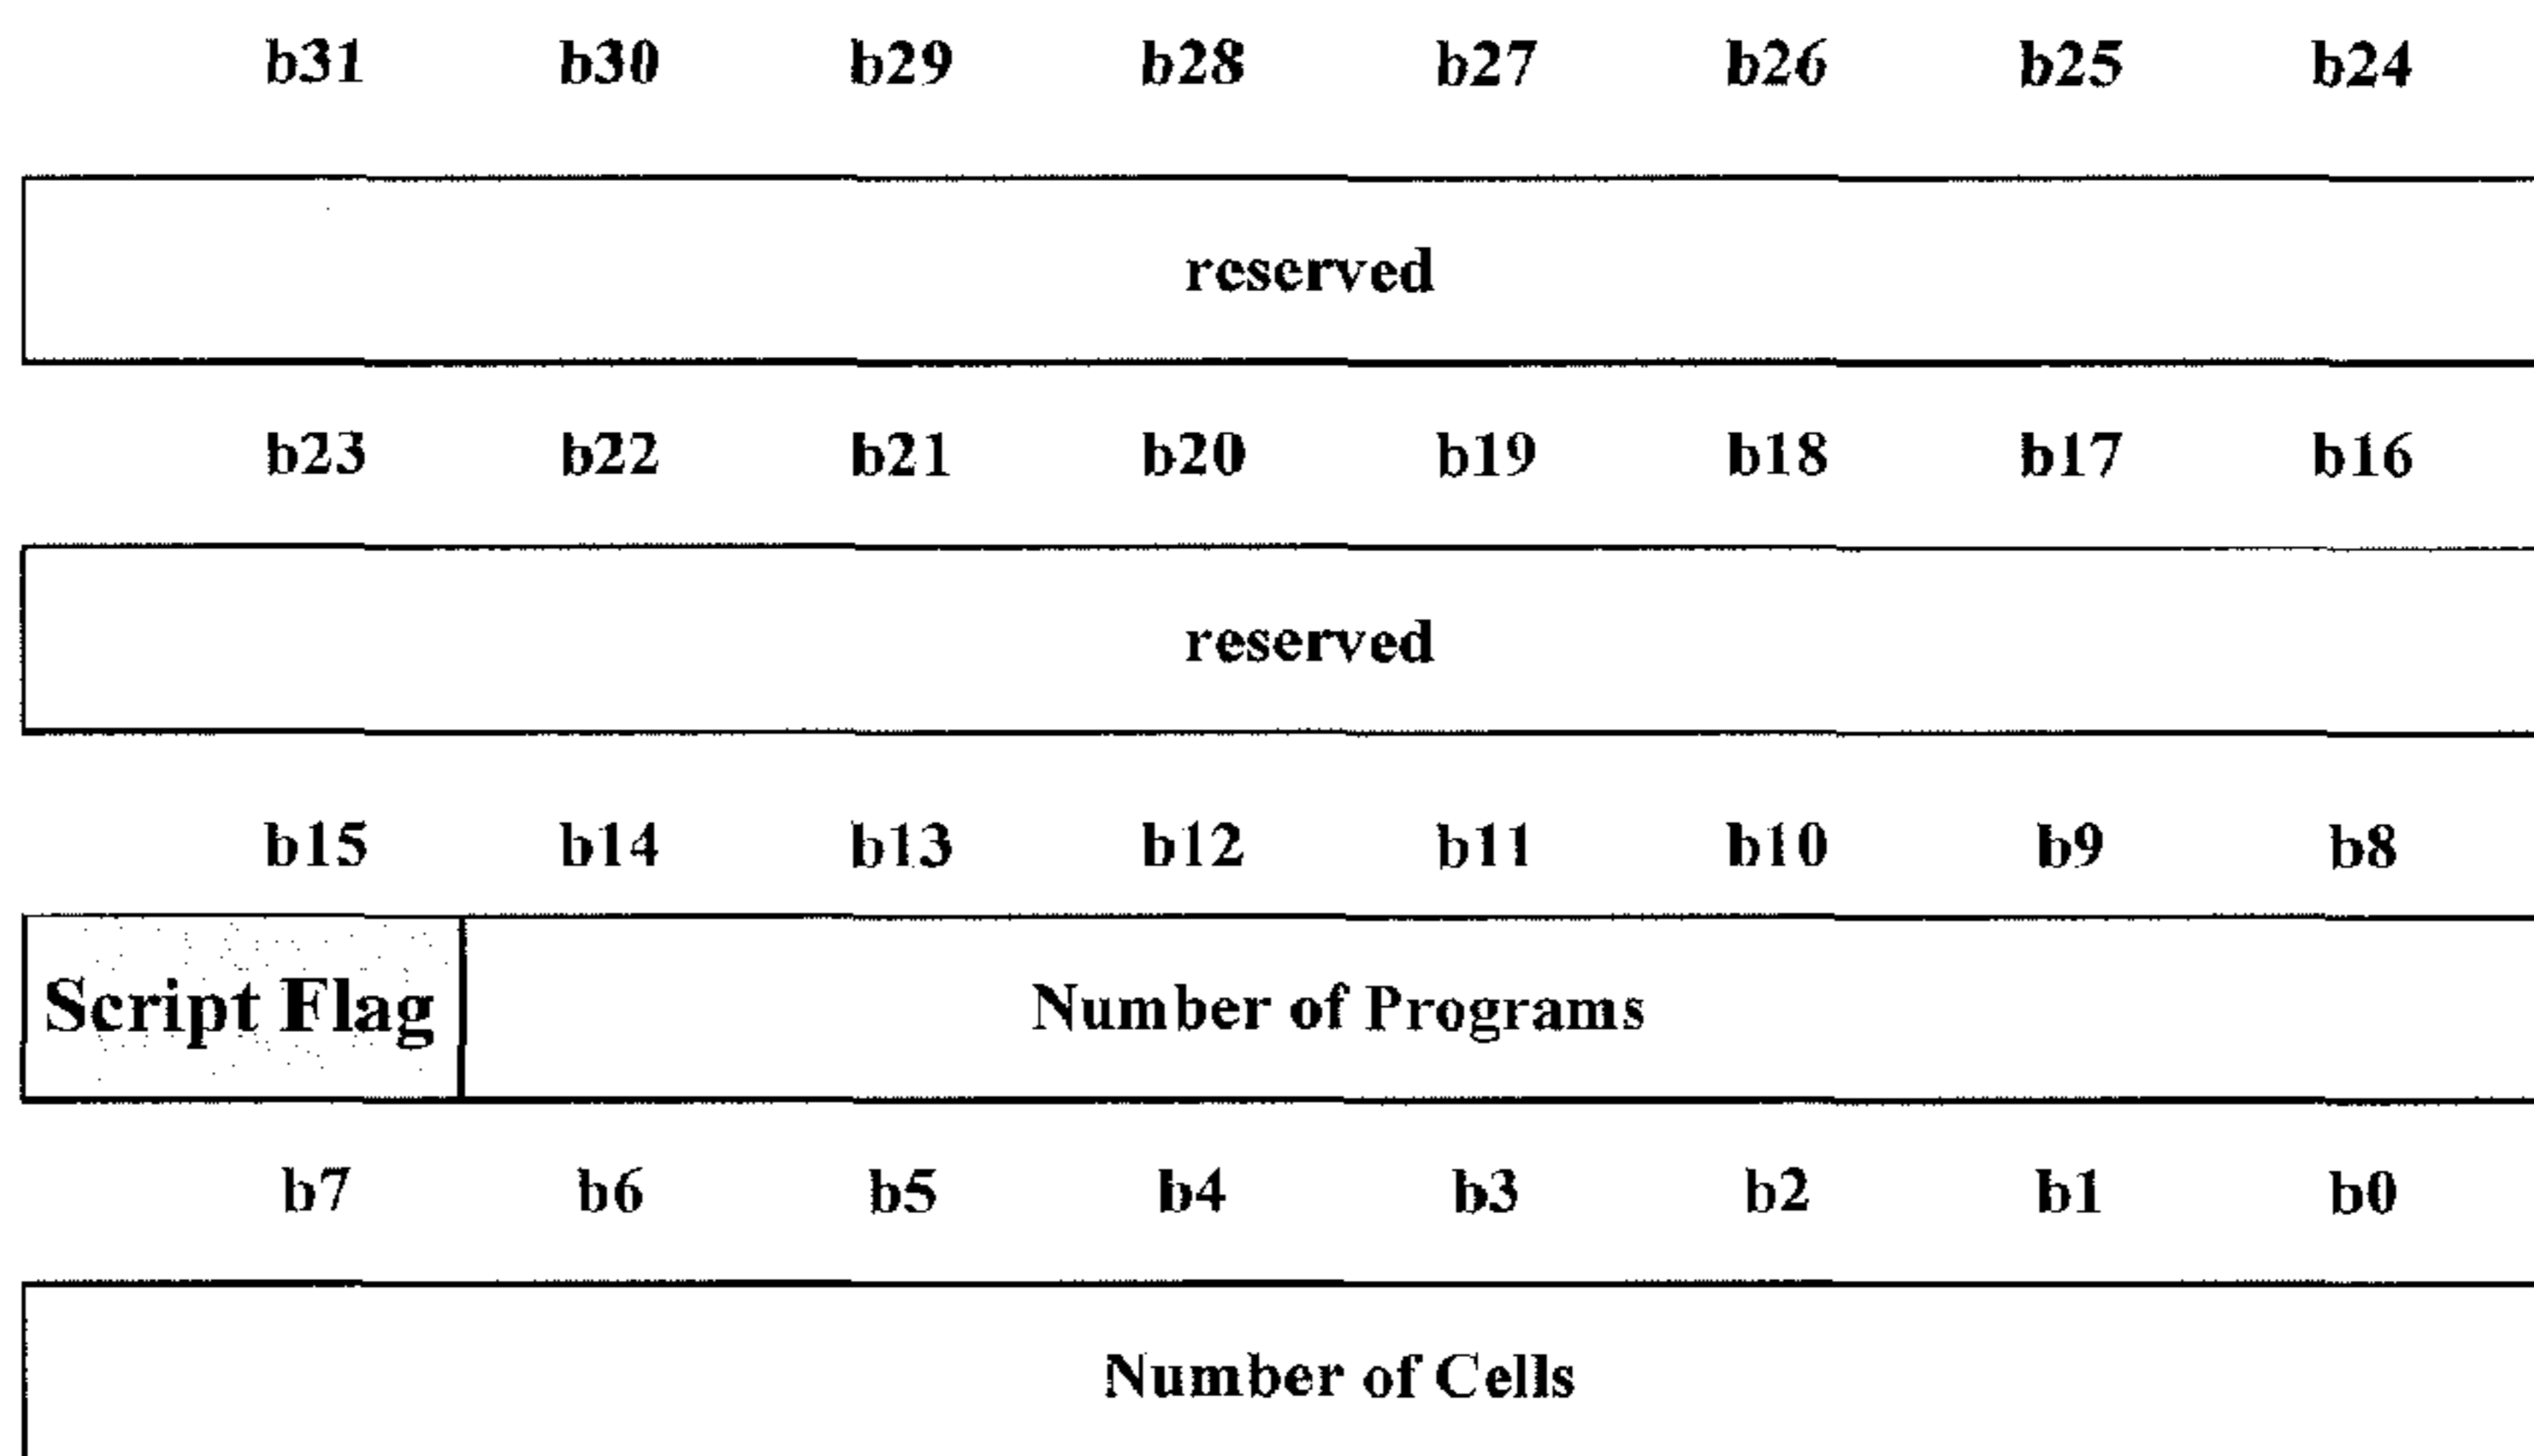 b31 b30 b29 b28 b27 b26 b25 b24
reserved
b23 b22 b21 b20 b19 b18 b17 b16
reserved
b15 b14 b13 b12 b11 b10 b9 b8
Script Flag Number of Programs
b7 b6 b5 b4 b3 b2 b1 b0
Number of Cells